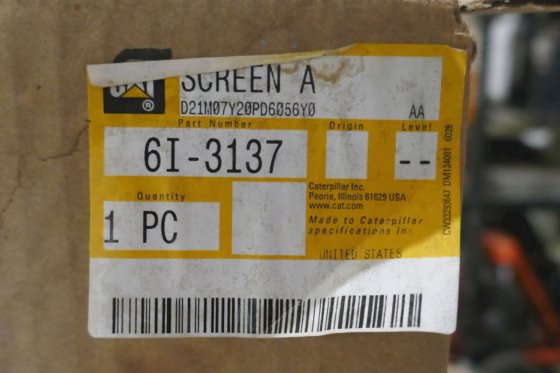 CAT ®
SCREEN A
D21M07Y20PD6056Y0 AA
Part Number Origin Level
6I-3137 --
Quantity
1 PC
Caterpillar Inc.
Peoria, Illinois 61629 USA
www.cat.com
Made to Caterpillar
specifications in:
UNITED STATES